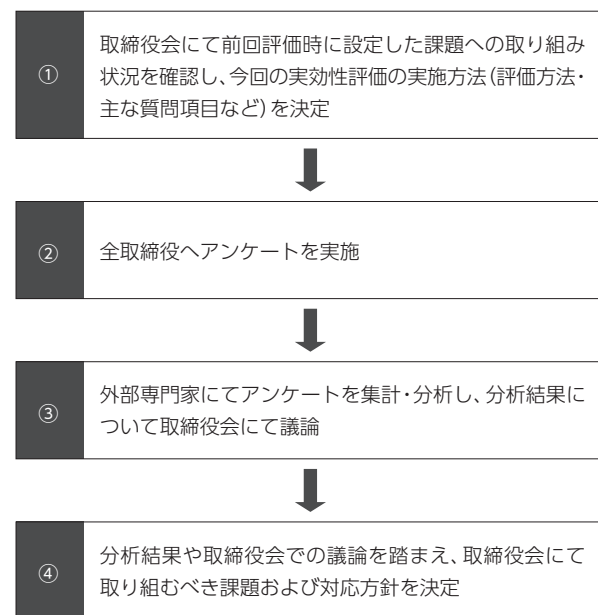 ①
取締役会にて前回評価時に設定した課題への取り組み
状況を確認し、今回の実効性評価の実施方法(評価方法・
主な質問項目など)を決定
②
全取締役へアンケートを実施
③
外部専門家にてアンケートを集計・分析し、分析結果に
ついて取締役会にて議論
④
分析結果や取締役会での議論を踏まえ、取締役会にて
取り組むべき課題および対応方針を決定